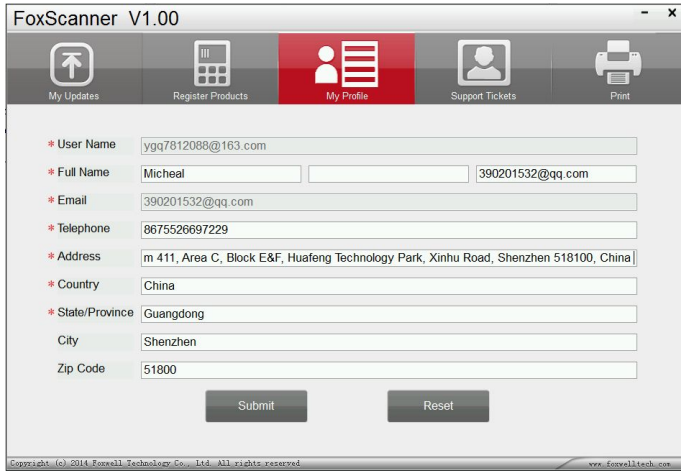 FoxScanner V1.00
My Updates Register Products My Profile Support Tickets Print
* User Name ygq7812088@163.com
* Full Name Micheal 390201532@qq.com
* Email 390201532@qq.com
* Telephone 8675526697229
* Address m 411, Area C, Block E&F, Huafeng Technology Park, Xinhu Road, Shenzhen 518100, China
* Country China
* State/Province Guangdong
City Shenzhen
Zip Code 51800
Submit Reset
Copyright (c) 2014 Foxwell Technology Co., Ltd. All rights reserved www.foxwelltech.com